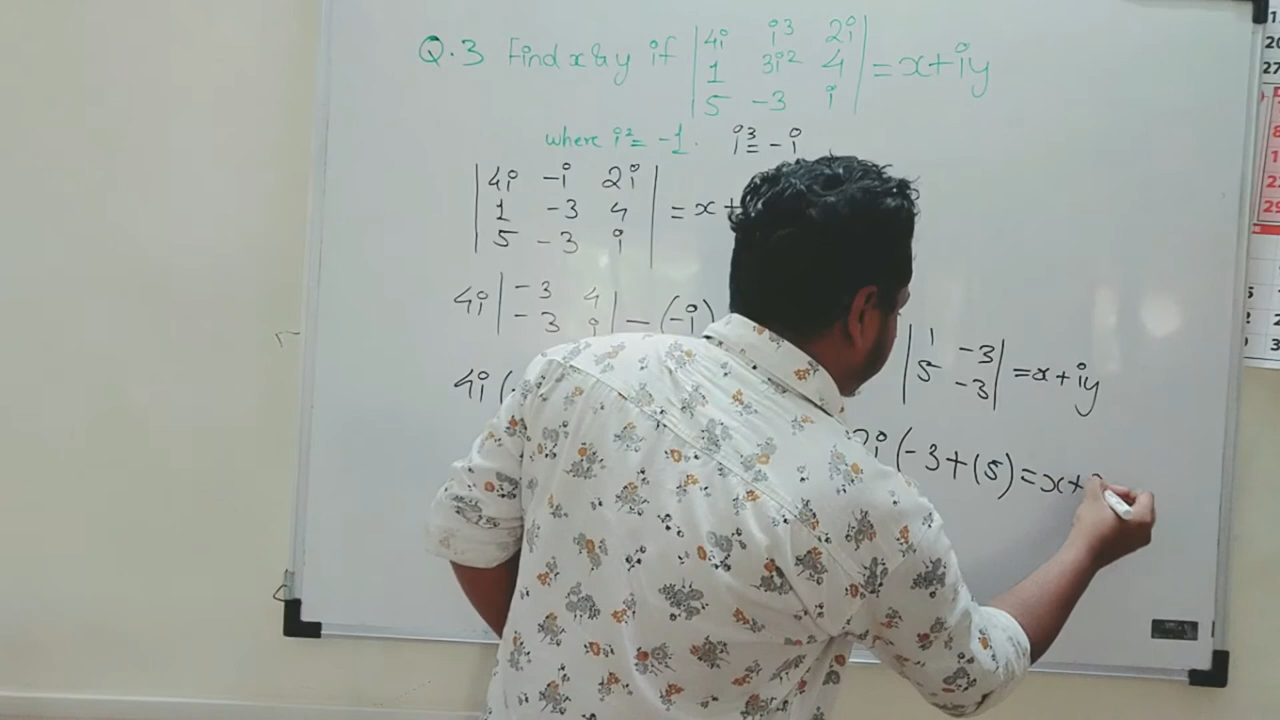 Q.3 Find x & y if | 4i i³ 2i | = x+iy
| 1 3i² 4 |
| 5 -3 i |
where i² = -1. i³ = -i
| 4i -i 2i |
| 1 -3 4 | = x+
| 5 -3 i |
4i | -3 4 | - (-i)
| -3 i |
| 1 -3 | = x+iy
| 5 -3 |
4i (
2i (-3+(5) = x+